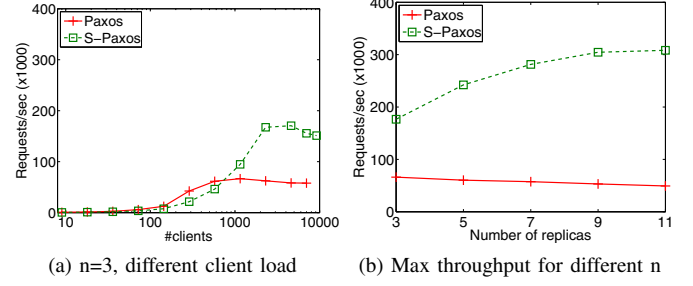 400
300
200
100
0
Requests/sec (x1000)
Paxos
S-Paxos
10
100
1000
10000
#clients
(a) n=3, different client load
400
300
200
100
0
Requests/sec (x1000)
Paxos
S-Paxos
3
5
7
9
11
Number of replicas
(b) Max throughput for different n